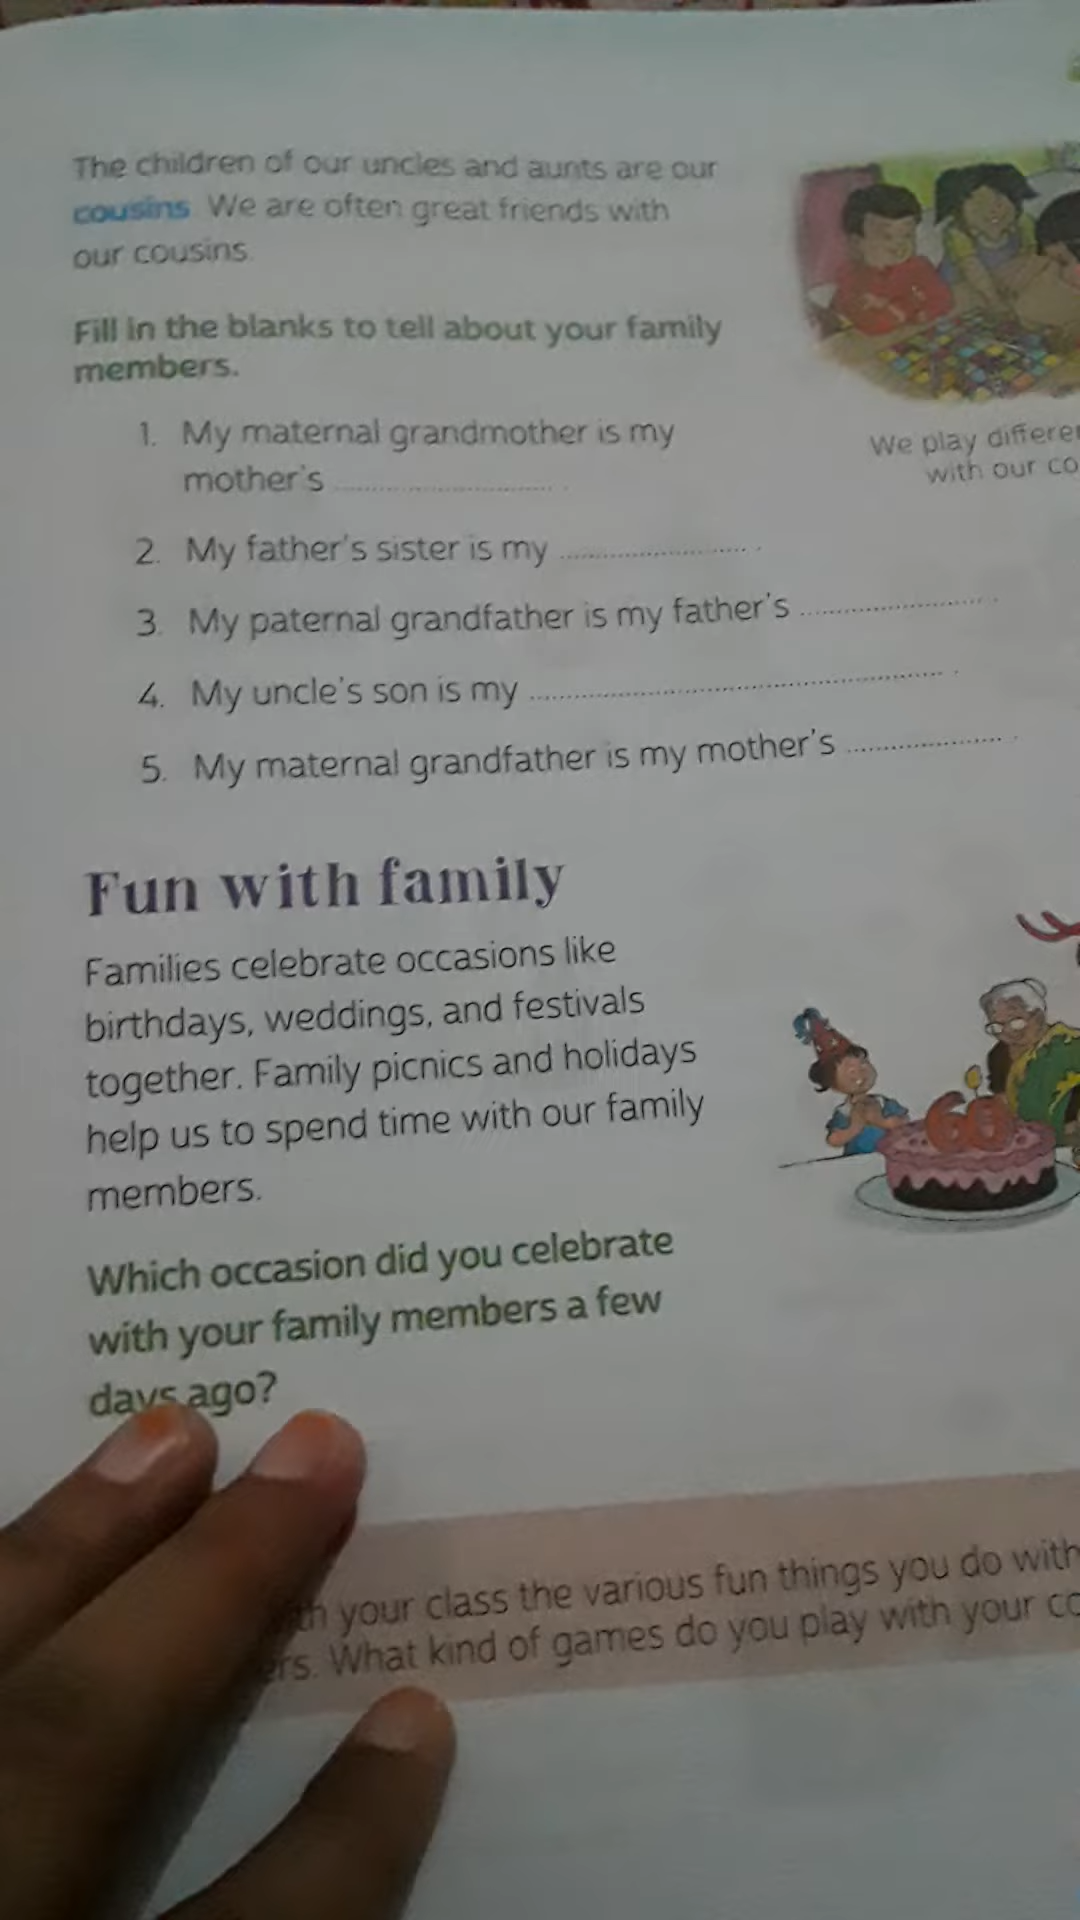 The children of our uncles and aunts are our
cousins. We are often great friends with
our cousins.
Fill in the blanks to tell about your family
members.
1. My maternal grandmother is my
mother's ........................ .
2. My father's sister is my ........................ .
3. My paternal grandfather is my father's ........................ .
4. My uncle's son is my ................................................ .
5. My maternal grandfather is my mother's ........................ .
We play
with our
Fun with family
Families celebrate occasions like
birthdays, weddings, and festivals
together. Family picnics and holidays
help us to spend time with our family
members.
60
Which occasion did you celebrate
with your family members a few
days ago?
your class the various fun things you do with
What kind of games do you play with your